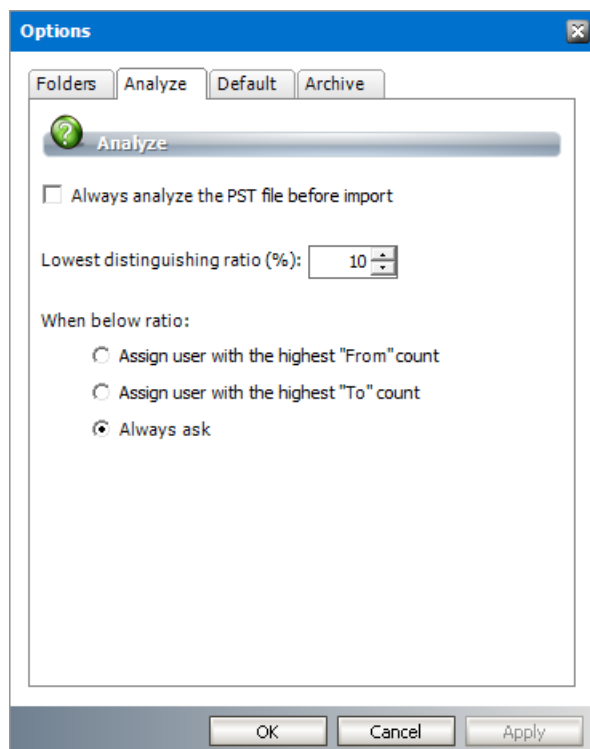 Options
Folders Analyze Default Archive
Analyze
Always analyze the PST file before import
Lowest distinguishing ratio (%): 10
When below ratio:
Assign user with the highest "From" count
Assign user with the highest "To" count
Always ask
OK Cancel Apply